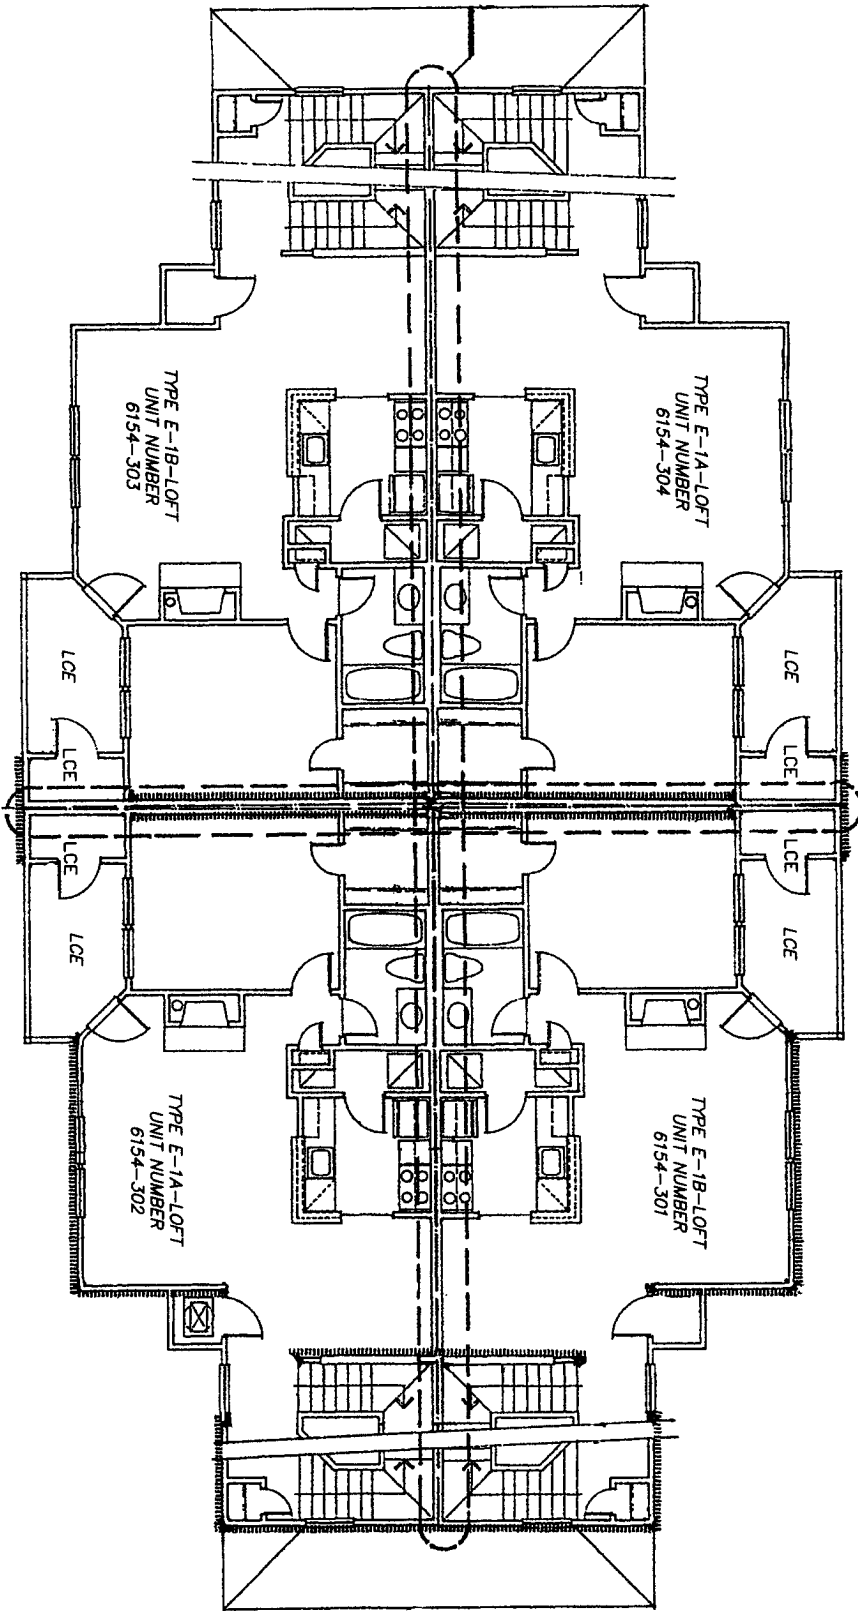 TYPE E-1B-LOFT
UNIT NUMBER
6154-303
TYPE E-1A-LOFT
UNIT NUMBER
6154-304
LCE
LCE
LCE
LCE
LCE
LCE
LCE
LCE
TYPE E-1A-LOFT
UNIT NUMBER
6154-302
TYPE E-1B-LOFT
UNIT NUMBER
6154-301